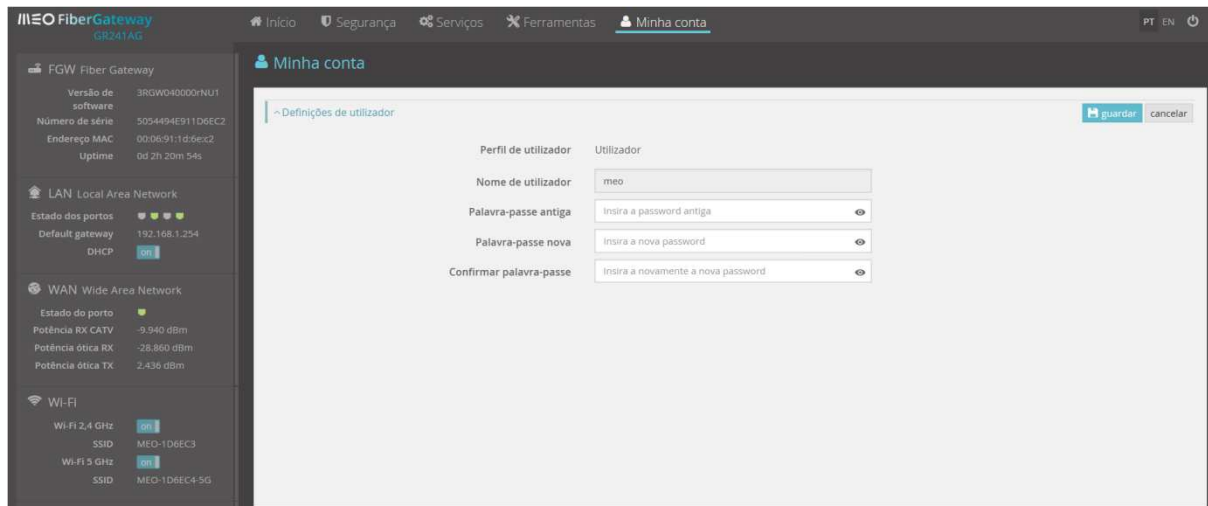 MEO FiberGateway
GR241AG
Início Segurança Serviços Ferramentas Minha conta PT EN
FGW Fiber Gateway
Versão de software 3RGW040000rNU1
Número de série 5054494E911D6EC2
Endereço MAC 00:06:91:1d:6e:c2
Uptime 0d 2h 20m 54s
LAN Local Area Network
Estado dos portos
Default gateway 192.168.1.254
DHCP on
WAN Wide Area Network
Estado do porto
Potência RX CATV -9.940 dBm
Potência ótica RX -28.860 dBm
Potência ótica TX 2.436 dBm
Wi-Fi
Wi-Fi 2,4 GHz on
SSID MEO-1D6EC3
Wi-Fi 5 GHz on
SSID MEO-1D6EC4-5G
Minha conta
Definições de utilizador guardar cancelar
Perfil de utilizador Utilizador
Nome de utilizador meo
Palavra-passe antiga Insira a password antiga
Palavra-passe nova Insira a nova password
Confirmar palavra-passe Insira a novamente a nova password